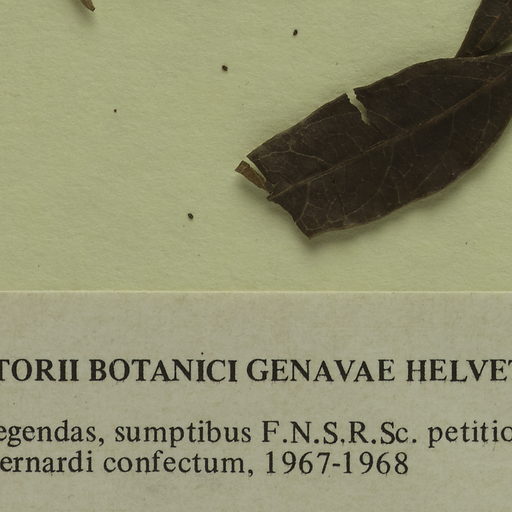 TORII BOTANICI GENAVAE HELVET
egendas, sumptibus F.N.S.R.Sc. petitio
ernardi confectum, 1967-1968